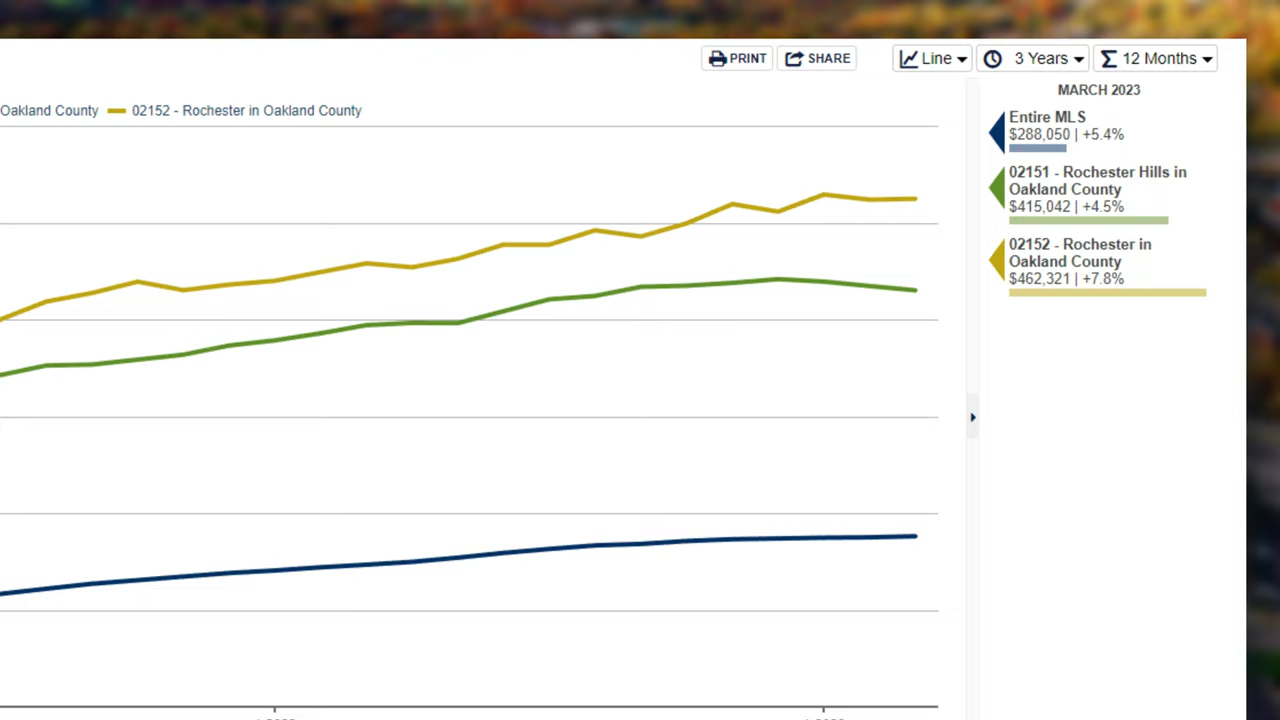 PRINT SHARE Line 3 Years 12 Months
MARCH 2023
Oakland County 02152 - Rochester in Oakland County
Entire MLS
$288,050 | +5.4%
02151 - Rochester Hills in
Oakland County
$415,042 | +4.5%
02152 - Rochester in
Oakland County
$462,321 | +7.8%